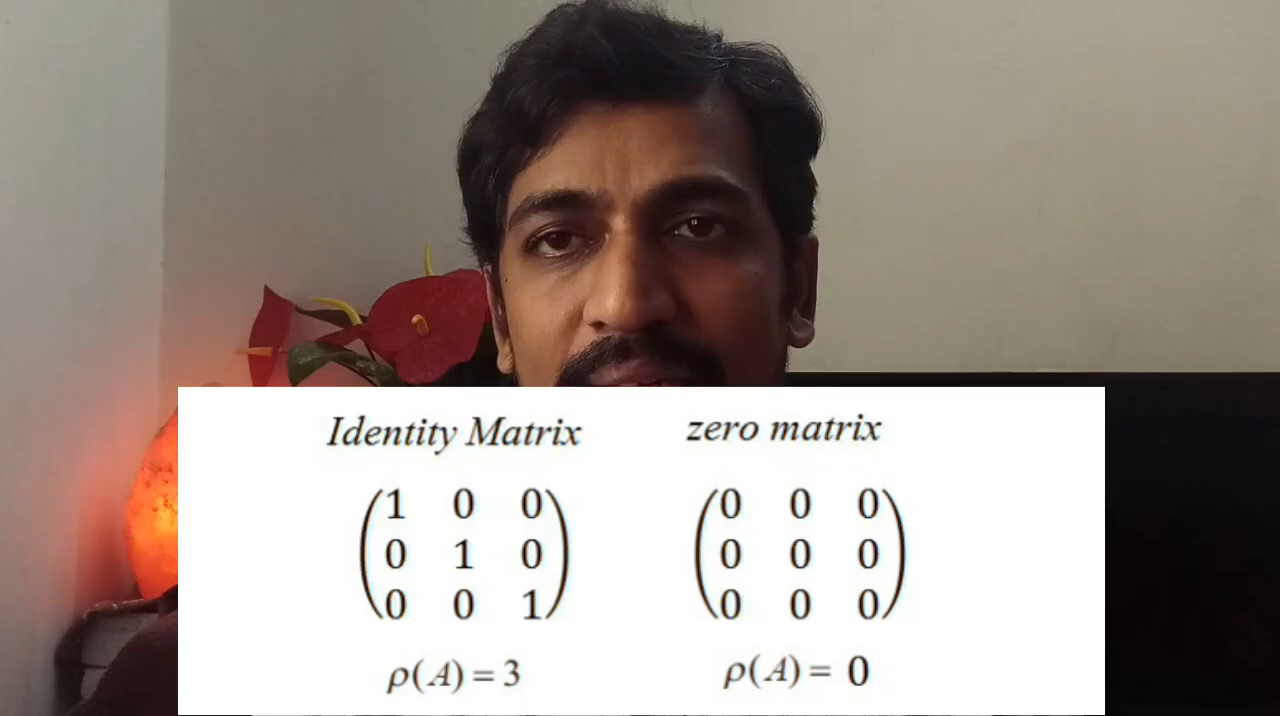 Identity Matrix zero matrix
1 0 0 0 0 0
0 1 0 0 0 0
0 0 1 0 0 0
ρ(A) = 3 ρ(A) = 0